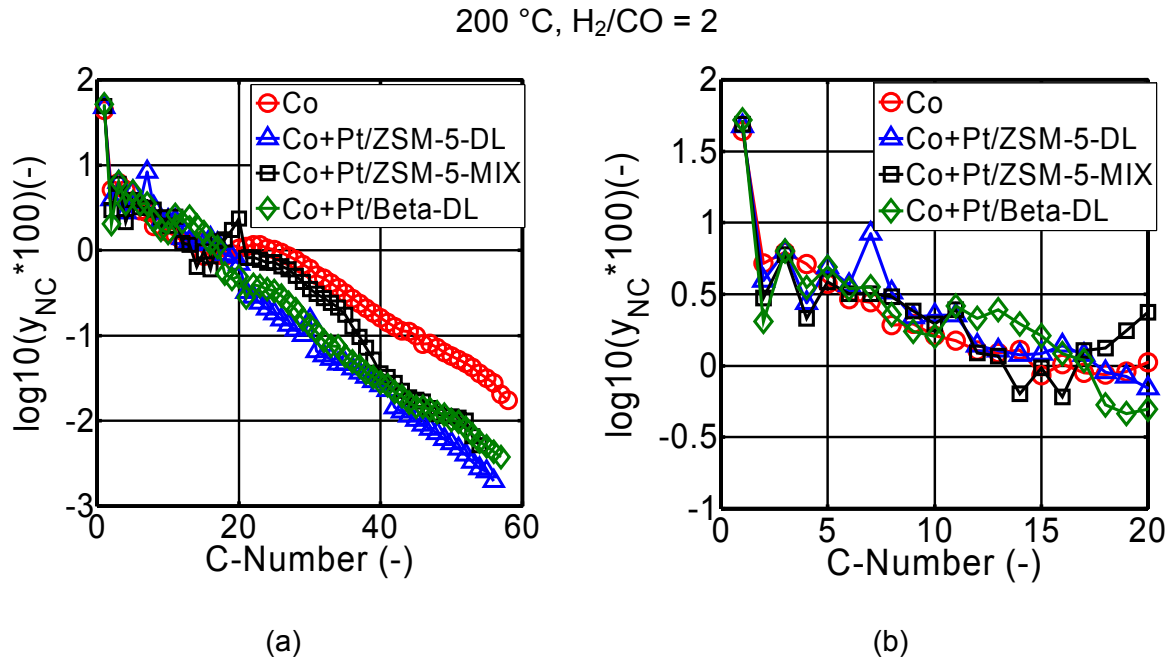 200 °C, H₂/CO = 2
log10(y_NC*100)(-)
2
1
0
-1
-2
-3
0
20
40
60
C-Number (-)
Co
Co+Pt/ZSM-5-DL
Co+Pt/ZSM-5-MIX
Co+Pt/Beta-DL
(a)
log10(y_NC*100)(-)
2
1.5
1
0.5
0
-0.5
-1
0
5
10
15
20
C-Number (-)
Co
Co+Pt/ZSM-5-DL
Co+Pt/ZSM-5-MIX
Co+Pt/Beta-DL
(b)